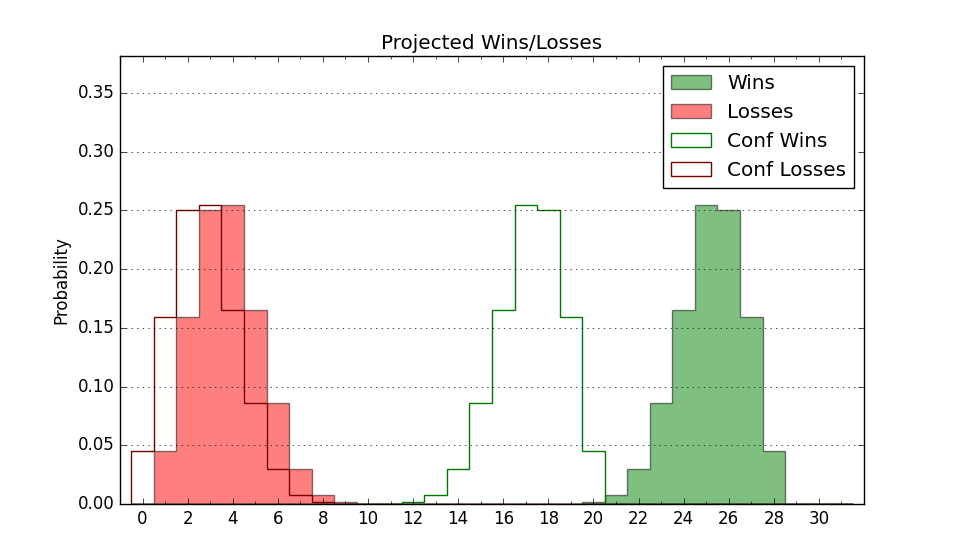 Projected Wins/Losses
Wins
Losses
Conf Wins
Conf Losses
Probability
0.35
0.30
0.25
0.20
0.15
0.10
0.05
0.00
0 2 4 6 8 10 12 14 16 18 20 22 24 26 28 30